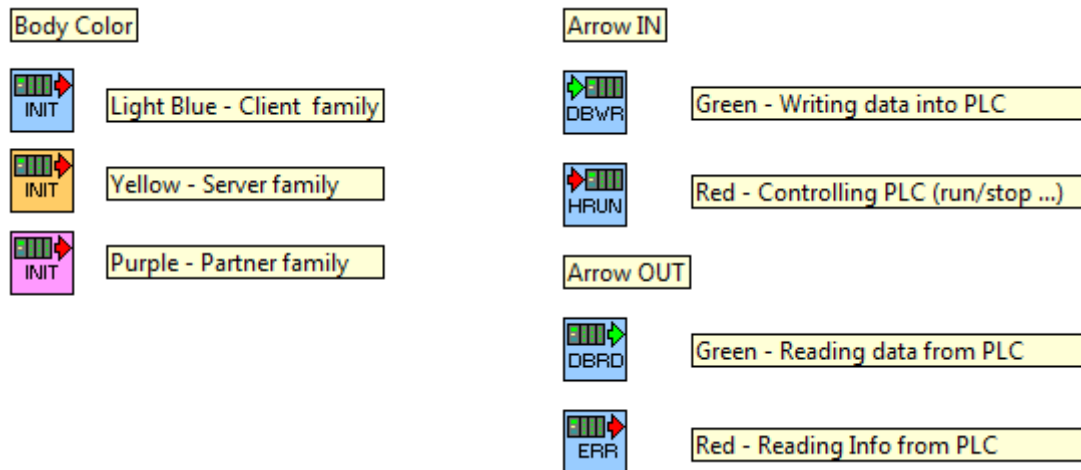 Body Color
INIT
Light Blue - Client family
INIT
Yellow - Server family
INIT
Purple - Partner family
Arrow IN
DBWR
Green - Writing data into PLC
HRUN
Red - Controlling PLC (run/stop ...)
Arrow OUT
DBRD
Green - Reading data from PLC
ERR
Red - Reading Info from PLC